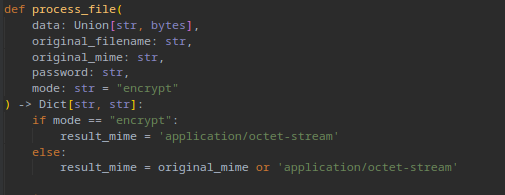 def process_file(
    data: Union[str, bytes],
    original_filename: str,
    original_mime: str,
    password: str,
    mode: str = "encrypt"
) -> Dict[str, str]:
    if mode == "encrypt":
        result_mime = 'application/octet-stream'
    else:
        result_mime = original_mime or 'application/octet-stream'